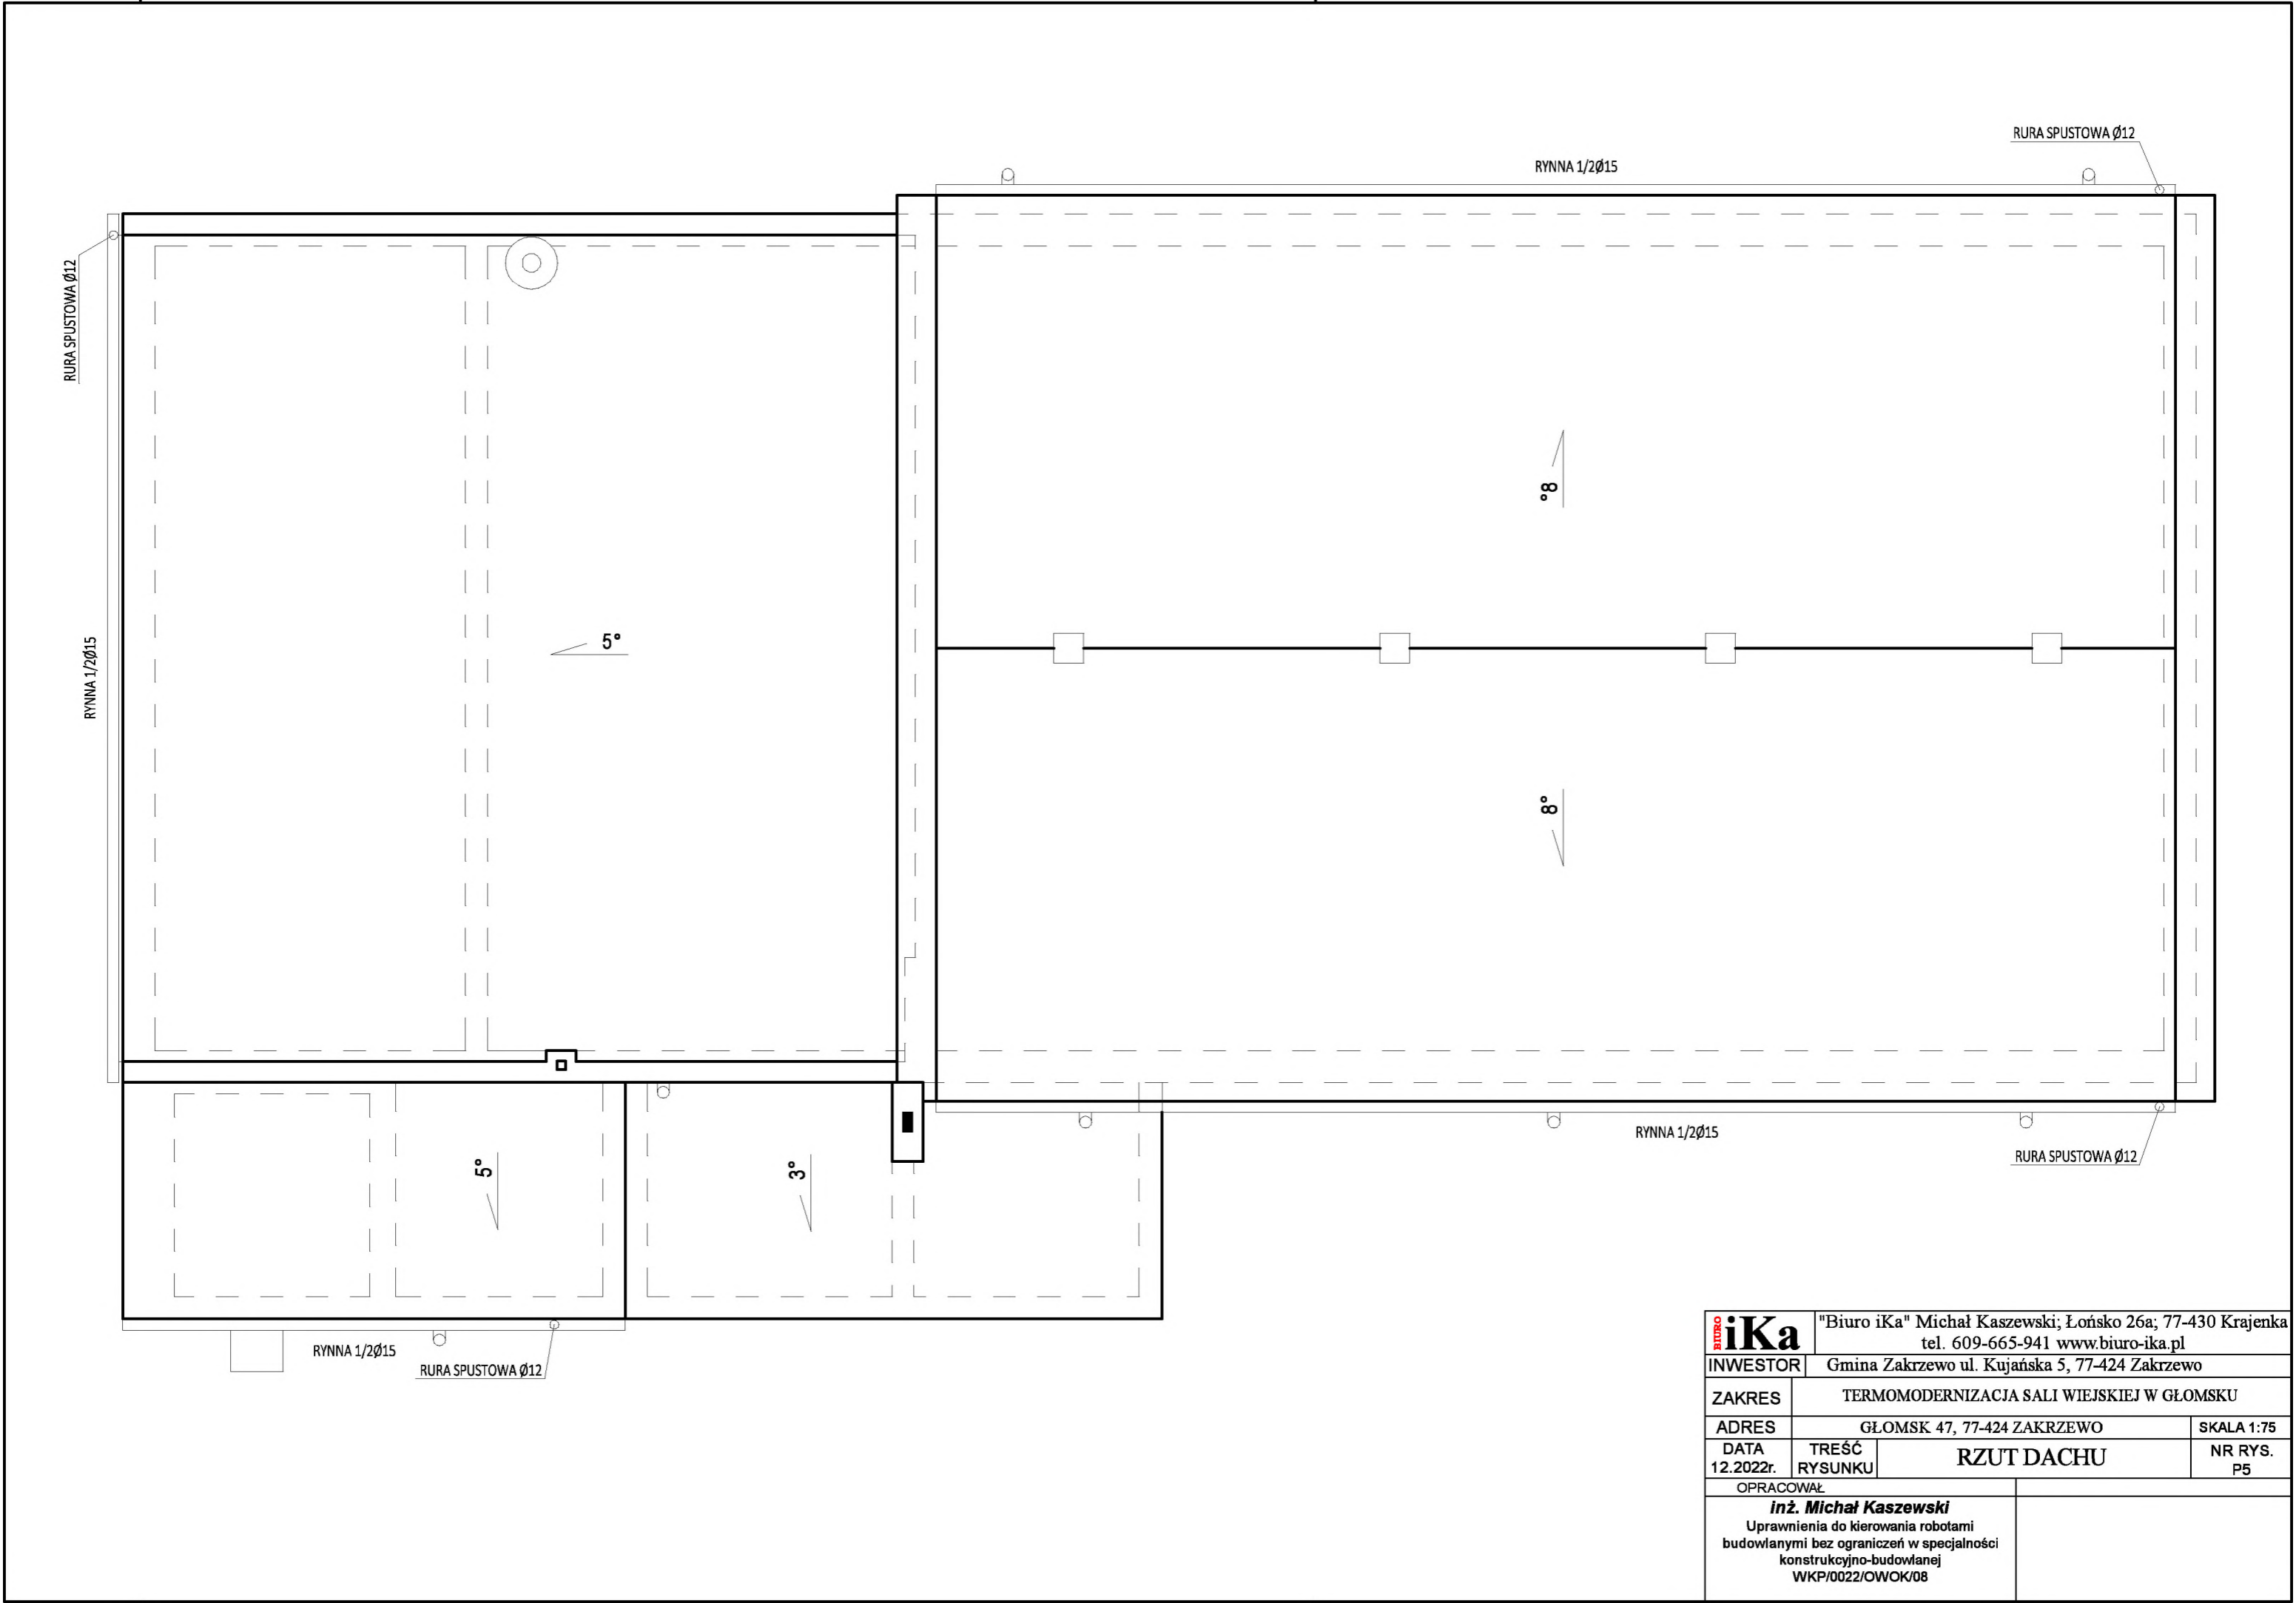 RURA SPUSTOWA Ø12
RYNNA 1/2Ø15
RURA SPUSTOWA Ø12
8°
5°
RYNNA 1/2Ø15
8°
RYNNA 1/2Ø15
RURA SPUSTOWA Ø12
5°
3°
RYNNA 1/2Ø15
RURA SPUSTOWA Ø12
BIURO iKa
"Biuro iKa" Michał Kaszewski; Łońsko 26a; 77-430 Krajenka
tel. 609-665-941 www.biuro-ika.pl
INWESTOR Gmina Zakrzewo ul. Kujańska 5, 77-424 Zakrzewo
ZAKRES TERMOMODERNIZACJA SALI WIEJSKIEJ W GŁOMSKU
ADRES GŁOMSK 47, 77-424 ZAKRZEWO SKALA 1:75
DATA
12.2022r.
TREŚĆ
RYSUNKU
RZUT DACHU
NR RYS.
P5
OPRACOWAŁ
inż. Michał Kaszewski
Uprawnienia do kierowania robotami
budowlanymi bez ograniczeń w specjalności
konstrukcyjno-budowlanej
WKP/0022/OWOK/08